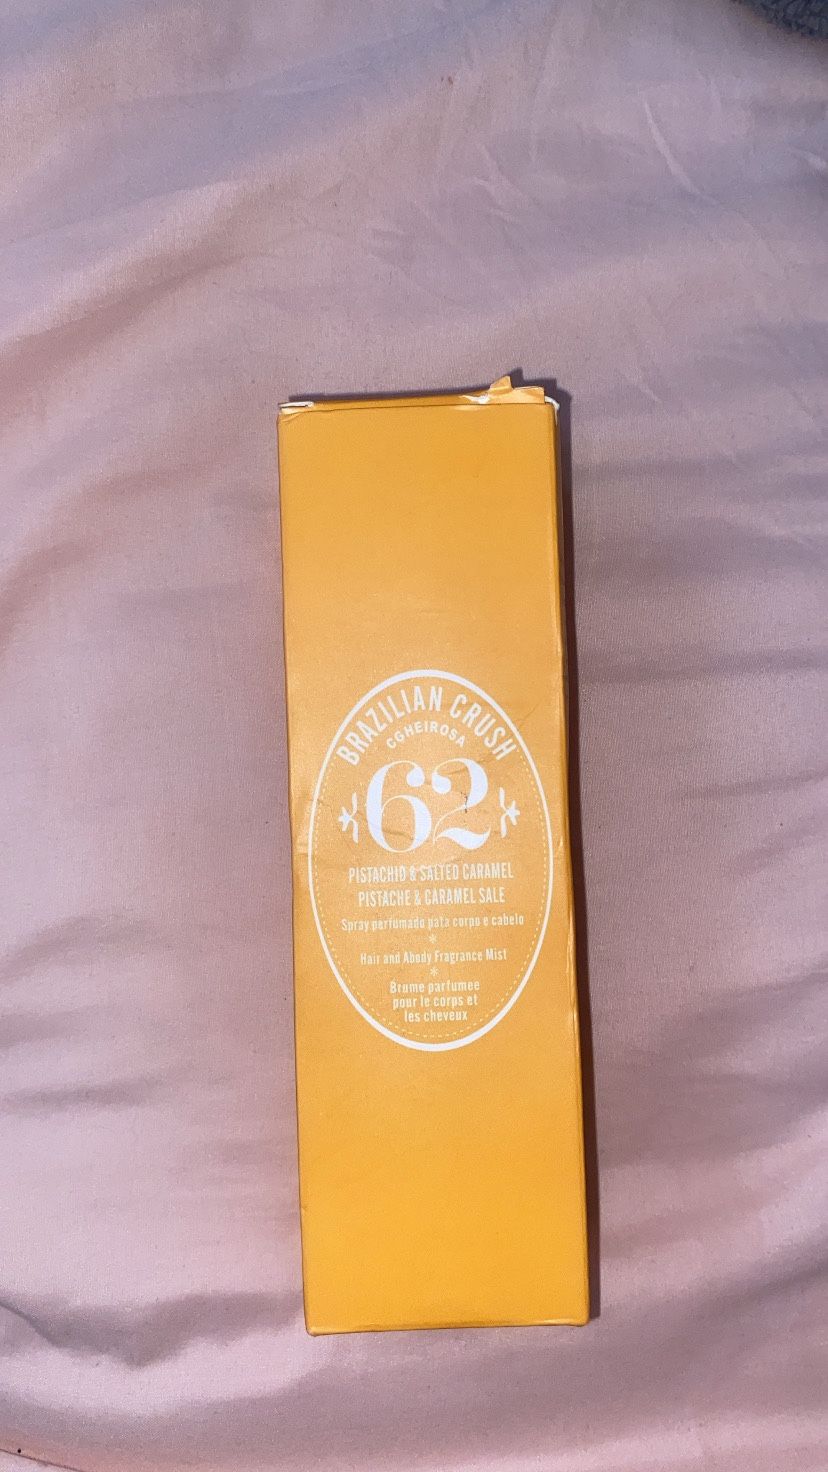 BRAZILIAN CRUSH
CGHEIROSA
62
PISTACHIO & SALTED CARAMEL
PISTACHE & CARAMEL SALE
Spray perfumado pata corpo e cabelo
*
Hair and Abody Fragrance Mist
*
Brume parfumee
pour le corps et
les cheveux